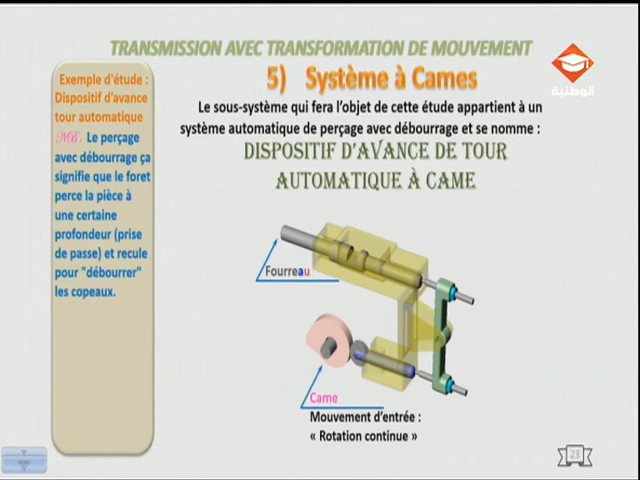 TRANSMISSION AVEC TRANSFORMATION DE MOUVEMENT
5) Système à Cames
الوطنية
Exemple d'étude :
Dispositif d'avance
tour automatique
NB: Le perçage
avec débourrage ça
signifie que le foret
perce la pièce à
une certaine
profondeur (prise
de passe) et recule
pour "débourrer"
les copeaux.
Le sous-système qui fera l'objet de cette étude appartient à un
système automatique de perçage avec débourrage et se nomme :
DISPOSITIF D'AVANCE DE TOUR
AUTOMATIQUE À CAME
Fourreau
Came
Mouvement d'entrée :
« Rotation continue »
MENU
23